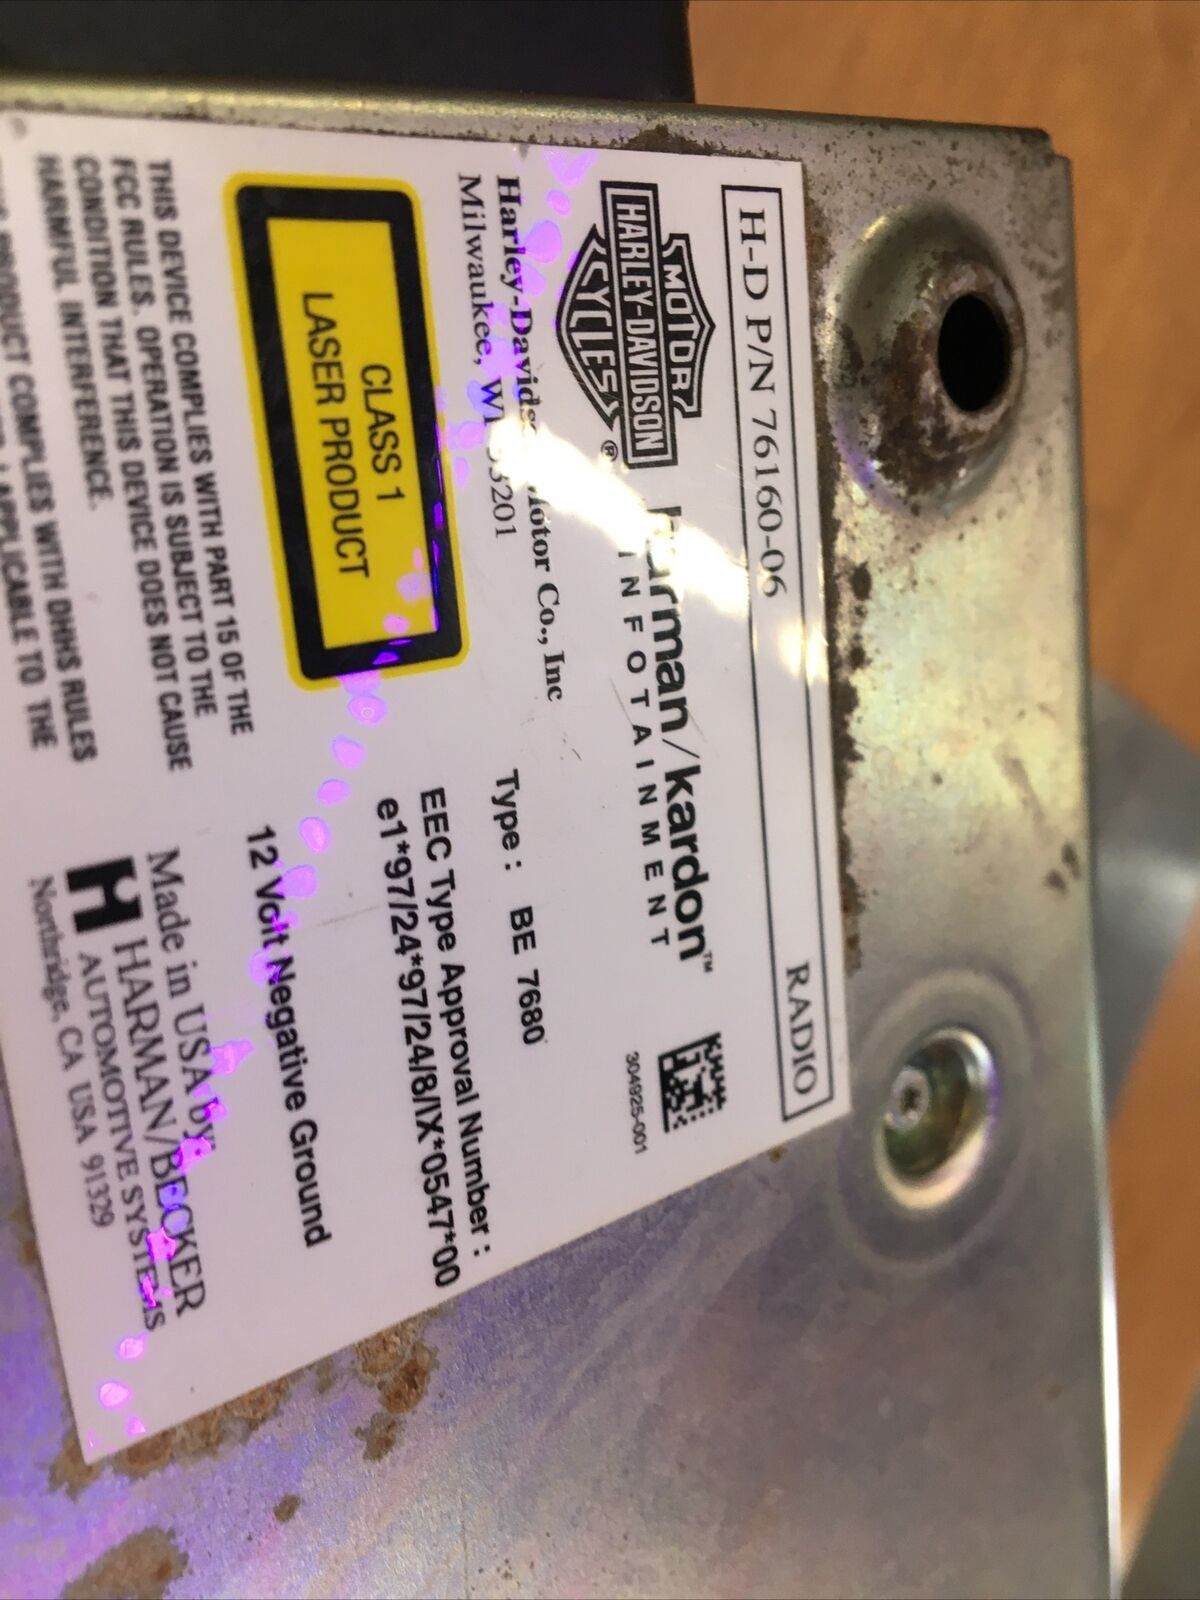 H-D P/N 76160-06 RADIO
MOTOR
HARLEY-DAVIDSON
CYCLES ®
harman/kardon™
INFOTAINMENT
304925-001
Harley-Davidson Motor Co., Inc
Milwaukee, WI 53201
Type : BE 7680
EEC Type Approval Number :
e1*97/24*97/24/8/IX*0547*00
CLASS 1
LASER PRODUCT
12 Volt Negative Ground
THIS DEVICE COMPLIES WITH PART 15 OF THE
FCC RULES. OPERATION IS SUBJECT TO THE
CONDITION THAT THIS DEVICE DOES NOT CAUSE
HARMFUL INTERFERENCE.
PRODUCT COMPLIES WITH DHHS RULES
APPLICABLE TO THE
Made in USA by:
H HARMAN/BECKER
AUTOMOTIVE SYSTEMS
Northridge, CA USA 91329